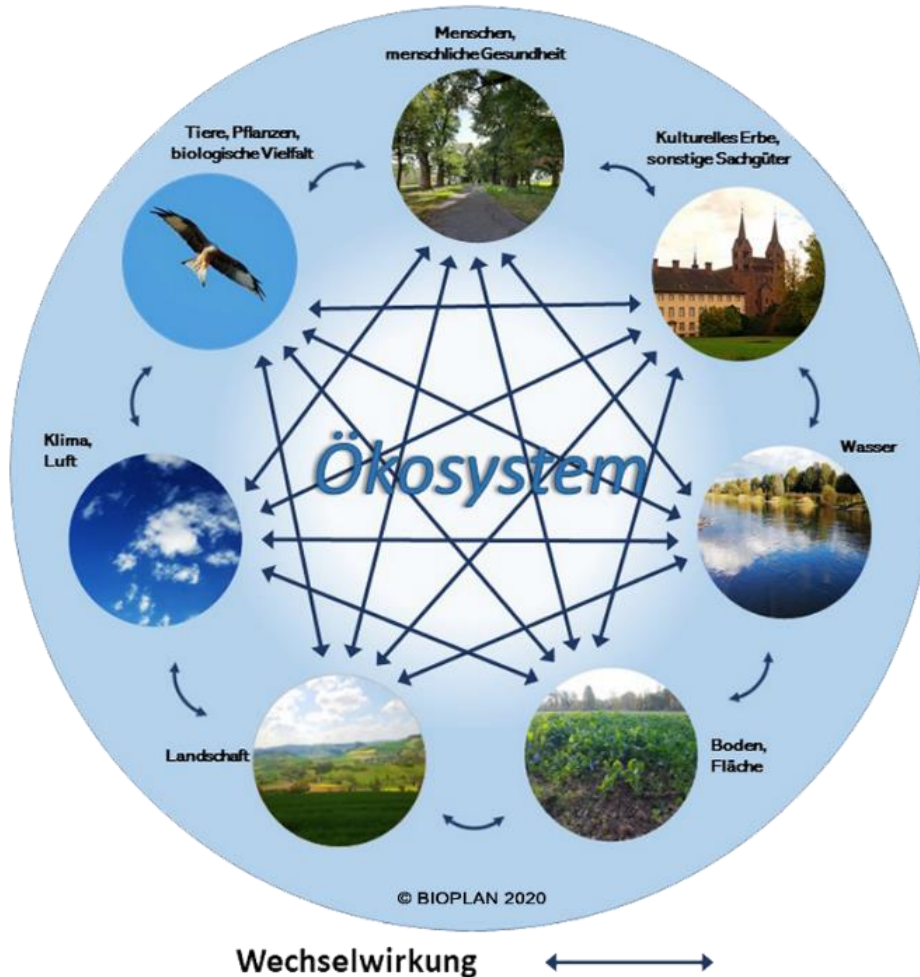 Menschen,
menschliche Gesundheit
Tiere, Pflanzen,
biologische Vielfalt
Kulturelles Erbe,
sonstige Sachgüter
Klima,
Luft
Ökosystem
Wasser
Landschaft
Boden,
Fläche
© BIOPLAN 2020
Wechselwirkung